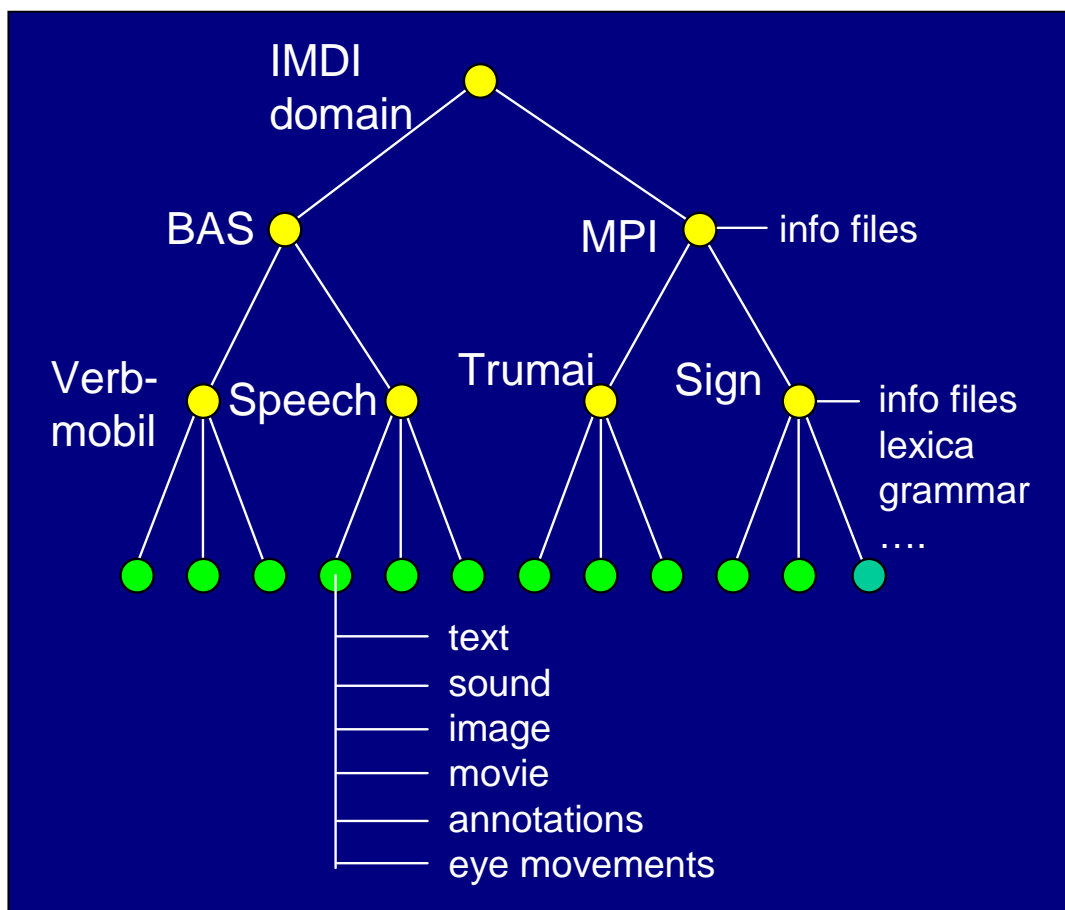 IMDI
domain
BAS
MPI
info files
Verb-
mobil
Speech
Trumai
Sign
info files
lexica
grammar
....
text
sound
image
movie
annotations
eye movements